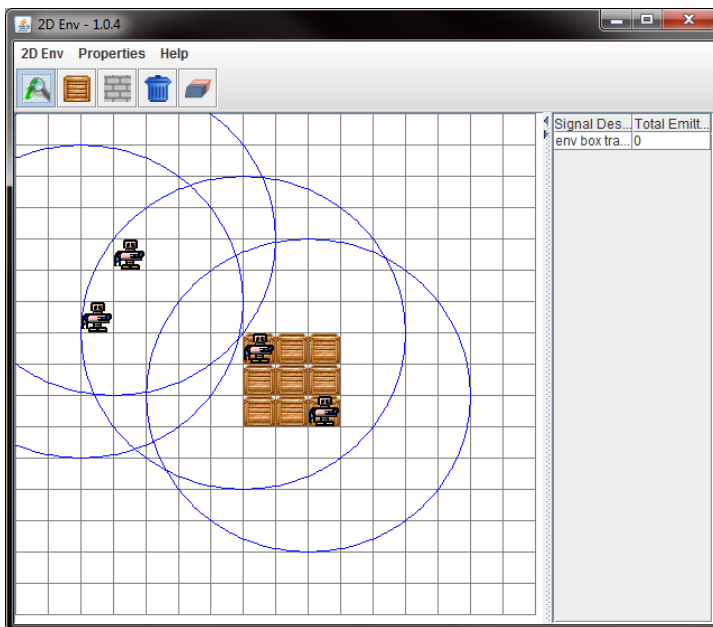 2D Env - 1.0.4
2D Env Properties Help
Signal Des... Total Emitt...
env box tra... 0